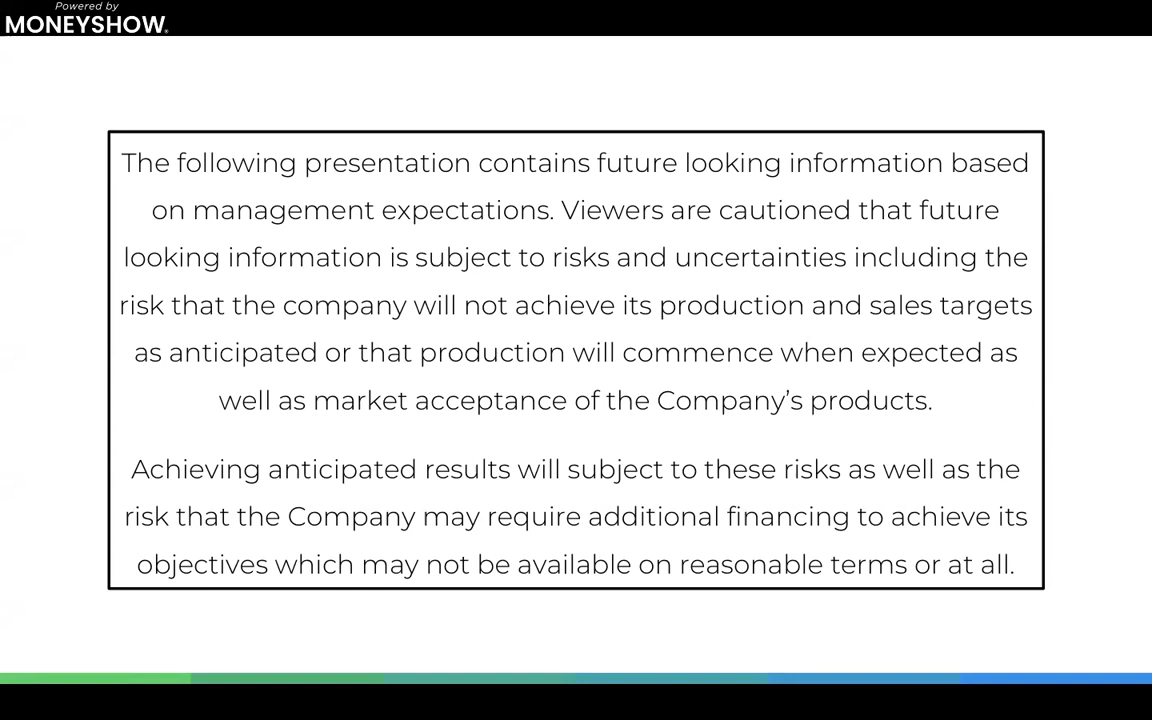 Powered by
MONEYSHOW.
The following presentation contains future looking information based
on management expectations. Viewers are cautioned that future
looking information is subject to risks and uncertainties including the
risk that the company will not achieve its production and sales targets
as anticipated or that production will commence when expected as
well as market acceptance of the Company’s products.
Achieving anticipated results will subject to these risks as well as the
risk that the Company may require additional financing to achieve its
objectives which may not be available on reasonable terms or at all.